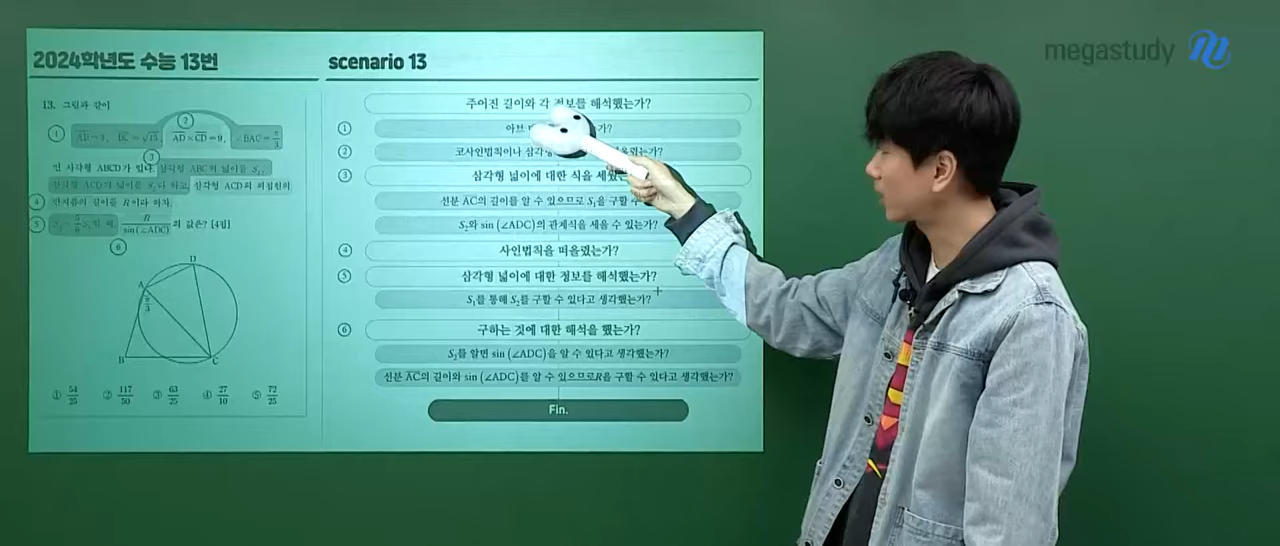 megastudy
2024학년도 수능 13번
13. 그림과 같이
① ② BC = √13, AD × CD = 9, ∠BAC = π/3
③
인 사각형 ABCD가 있다. 삼각형 ABC의 넓이를 S₁,
삼각형 ACD의 넓이를 S₂라 하고, 삼각형 ACD의 외접원의
④ 반지름의 길이를 R이라 하자.
⑤ S₂ = 5/6 S₁일 때, R/sin(∠ADC)의 값은? [4점]
⑥
D
A
π/3
B
C
① 54/25 ② 117/50 ③ 63/25 ④ 27/10 ⑤ 72/25
scenario 13
주어진 길이와 각 정보를 해석했는가?
①
② 코사인법칙이나
③ 삼각형 넓이에 대한 식을
선분 AC의 길이를 알 수 있으므로 S₁을 구할 수
S₂와 sin (∠ADC)의 관계식을 세울 수 있는가?
④ 사인법칙을 떠올렸는가?
⑤ 삼각형 넓이에 대한 정보를 해석했는가?
S₁를 통해 S₂를 구할 수 있다고 생각했는가?
⑥ 구하는 것에 대한 해석을 했는가?
S₂를 알면 sin (∠ADC)을 알 수 있다고 생각했는가?
선분 AC의 길이와 sin (∠ADC)를 알 수 있으므로R을 구할 수 있다고 생각했는가?
Fin.